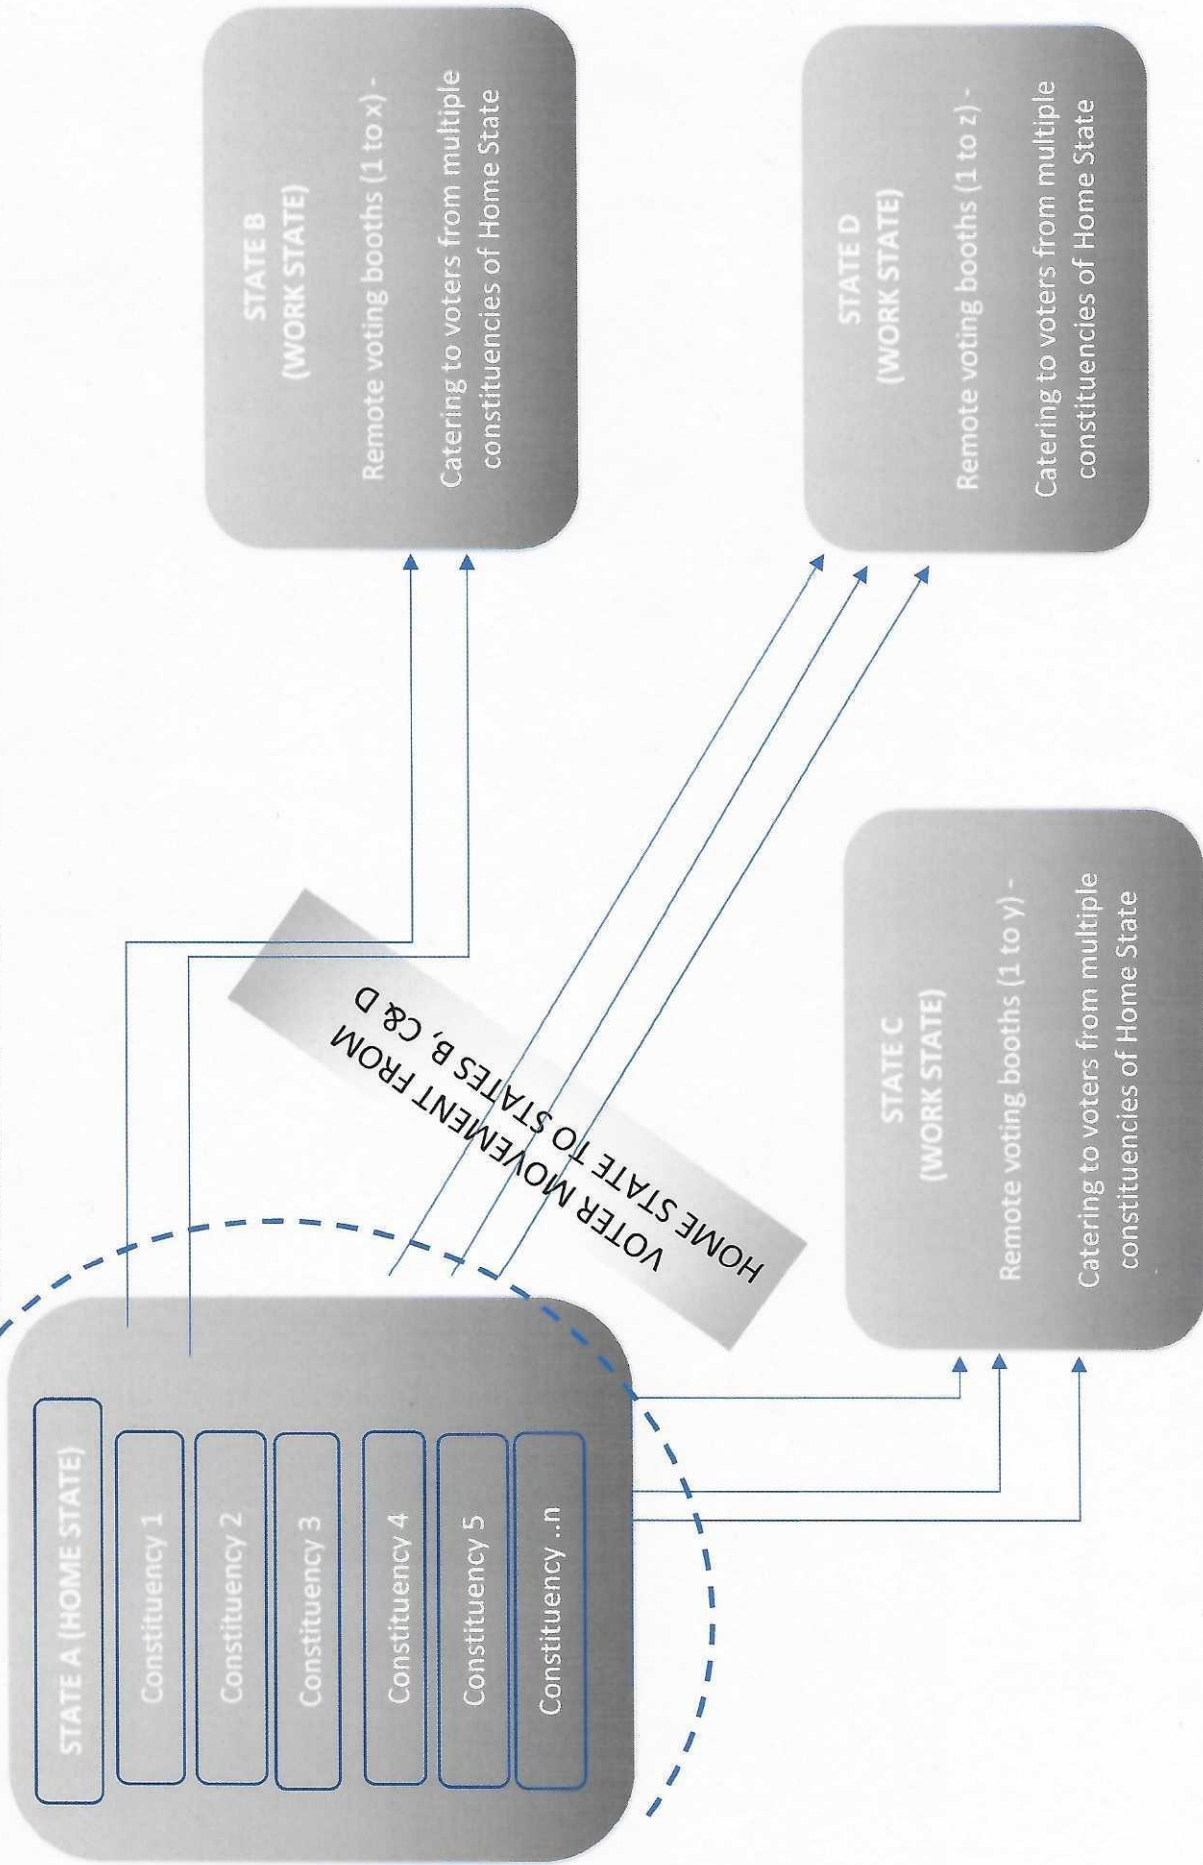 STATE A (HOME STATE)
Constituency 1
Constituency 2
Constituency 3
Constituency 4
Constituency 5
Constituency ..n
VOTER MOVEMENT FROM
HOME STATE TO STATES B, C& D
STATE B
(WORK STATE)
Remote voting booths (1 to x) -
Catering to voters from multiple
constituencies of Home State
STATE C
(WORK STATE)
Remote voting booths (1 to y) -
Catering to voters from multiple
constituencies of Home State
STATE D
(WORK STATE)
Remote voting booths (1 to z) -
Catering to voters from multiple
constituencies of Home State